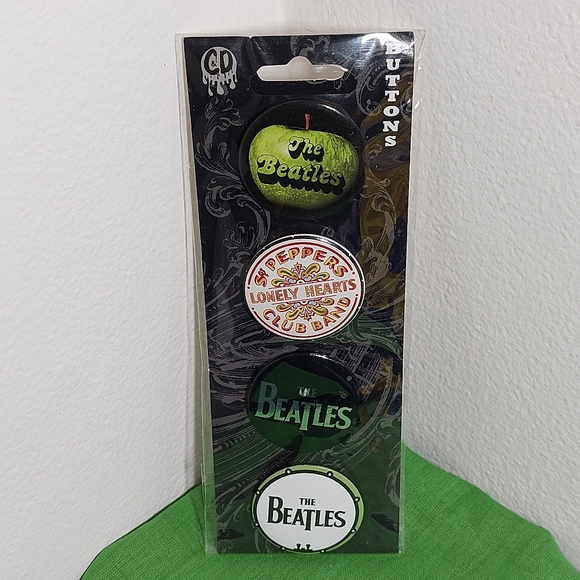 C&D
BUTTONS
The
Beatles
Sgt PEPPERS
LONELY HEARTS
CLUB BAND
THE
BEATLES
THE
BEATLES